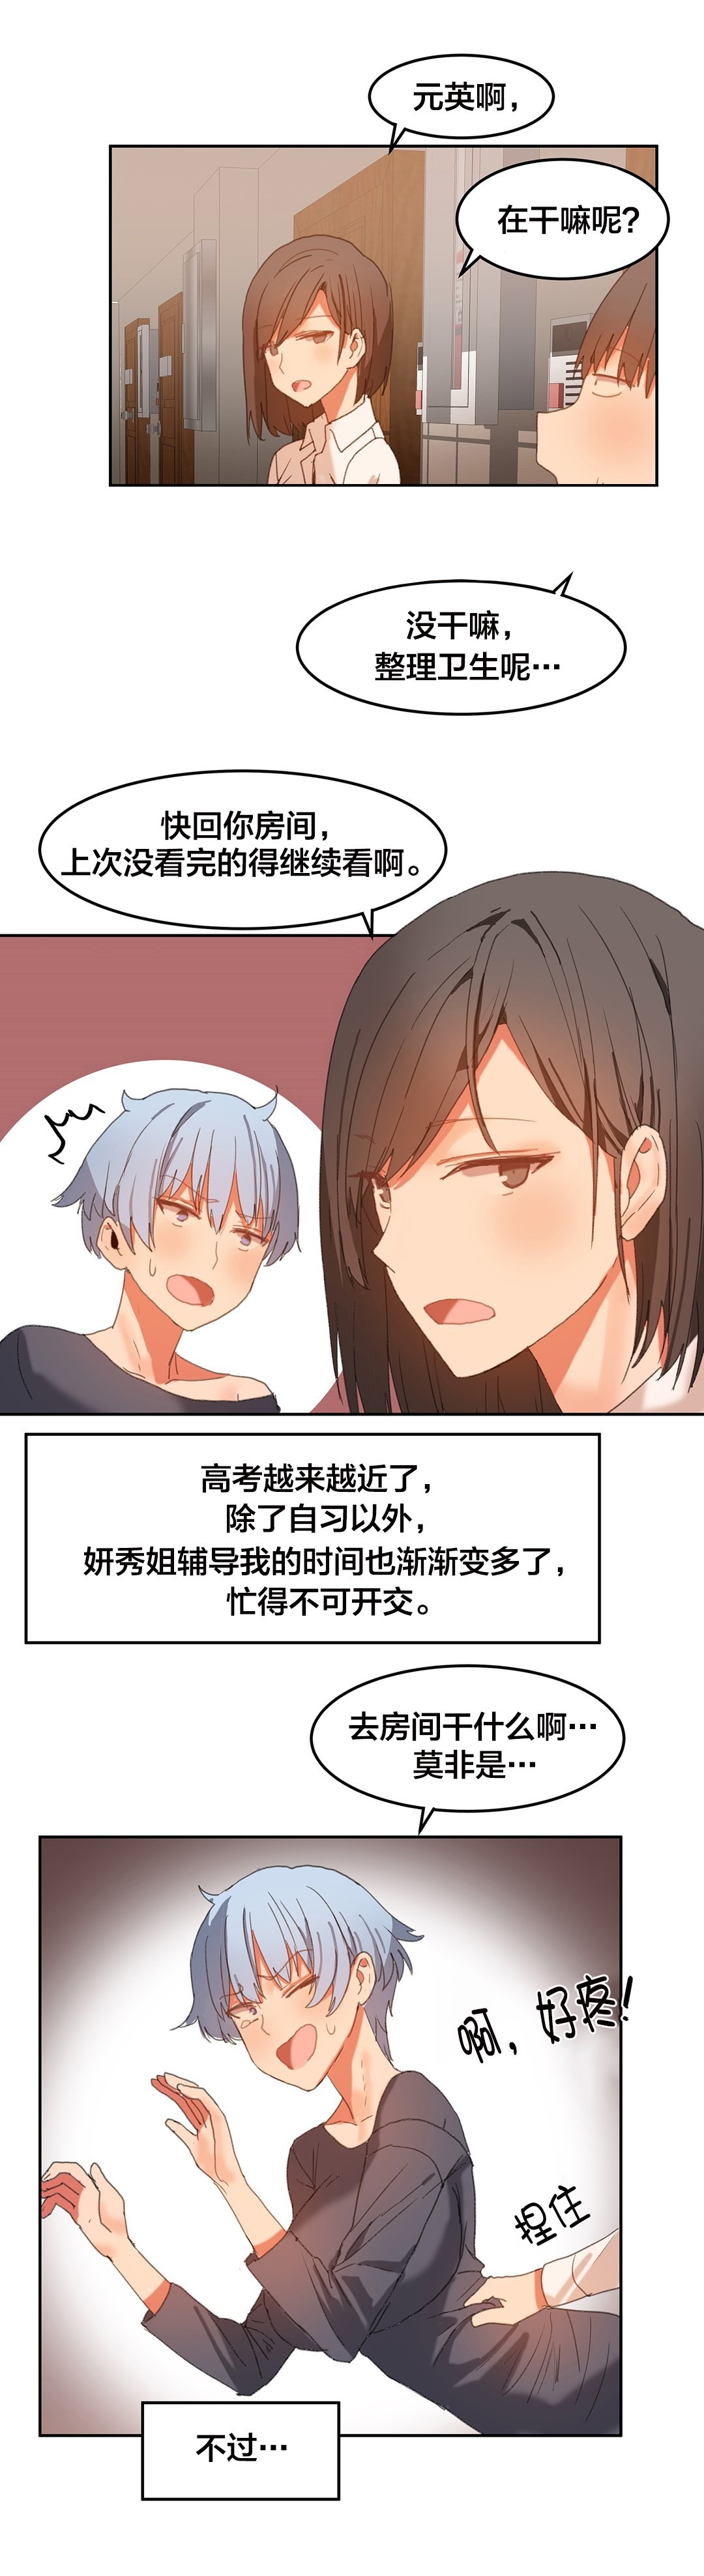 元英啊，
在干嘛呢？
没干嘛，
整理卫生呢…
快回你房间，
上次没看完的得继续看啊。
高考越来越近了，
除了自习以外，
妍秀姐辅导我的时间也渐渐变多了，
忙得不可开交。
去房间干什么啊…
莫非是…
啊，好疼！
捏住
不过…